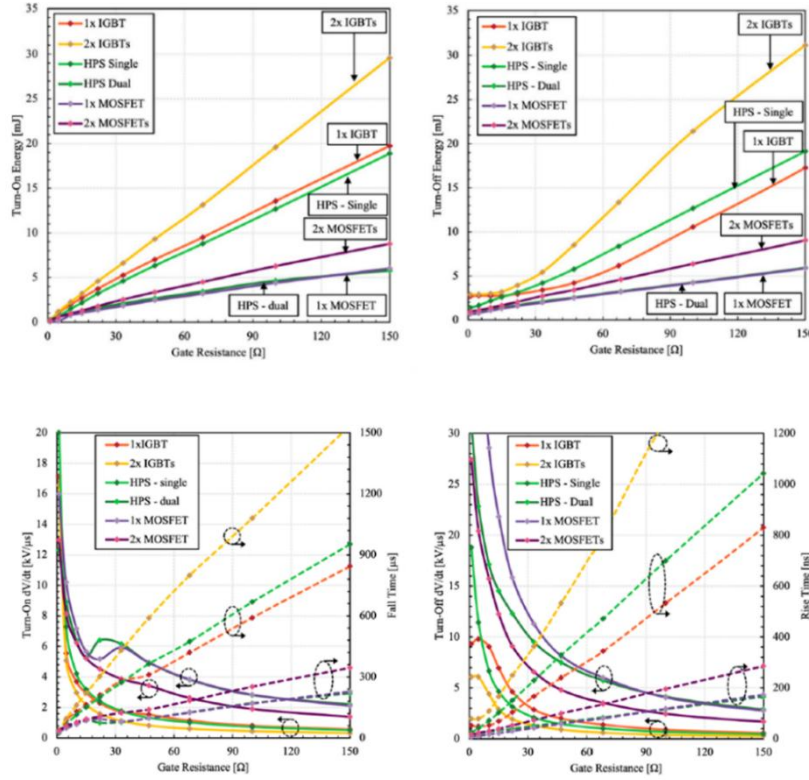 35
30
25
20
15
10
5
0
Turn-On Energy [mJ]
1x IGBT
2x IGBTs
HPS Single
HPS Dual
1x MOSFET
2x MOSFETs
2x IGBTs
1x IGBT
HPS - Single
2x MOSFETs
HPS - dual
1x MOSFET
0 30 60 90 120 150
Gate Resistance [Ω]
35
30
25
20
15
10
5
0
Turn-Off Energy [mJ]
1x IGBT
2x IGBTs
HPS - Single
HPS - Dual
1x MOSFET
2x MOSFETs
2x IGBTs
HPS - Single
1x IGBT
2x MOSFETs
HPS - Dual
1x MOSFET
0 30 60 90 120 150
Gate Resistance [Ω]
20
18
16
14
12
10
8
6
4
2
0
Turn-On dV/dt [kV/µs]
1xIGBT
2x IGBTs
HPS - single
HPS - dual
1x MOSFET
2x MOSFET
1500
1200
900
600
300
0
Fall Time [µs]
0 30 60 90 120 150
Gate Resistance [Ω]
30
25
20
15
10
5
0
Turn-Off dV/dt [kV/µs]
1x IGBT
2x IGBTs
HPS - Single
HPS - Dual
1x MOSFET
2x MOSFETs
1200
1000
800
600
400
200
0
Rise Time [ns]
0 30 60 90 120 150
Gate Resistance [Ω]